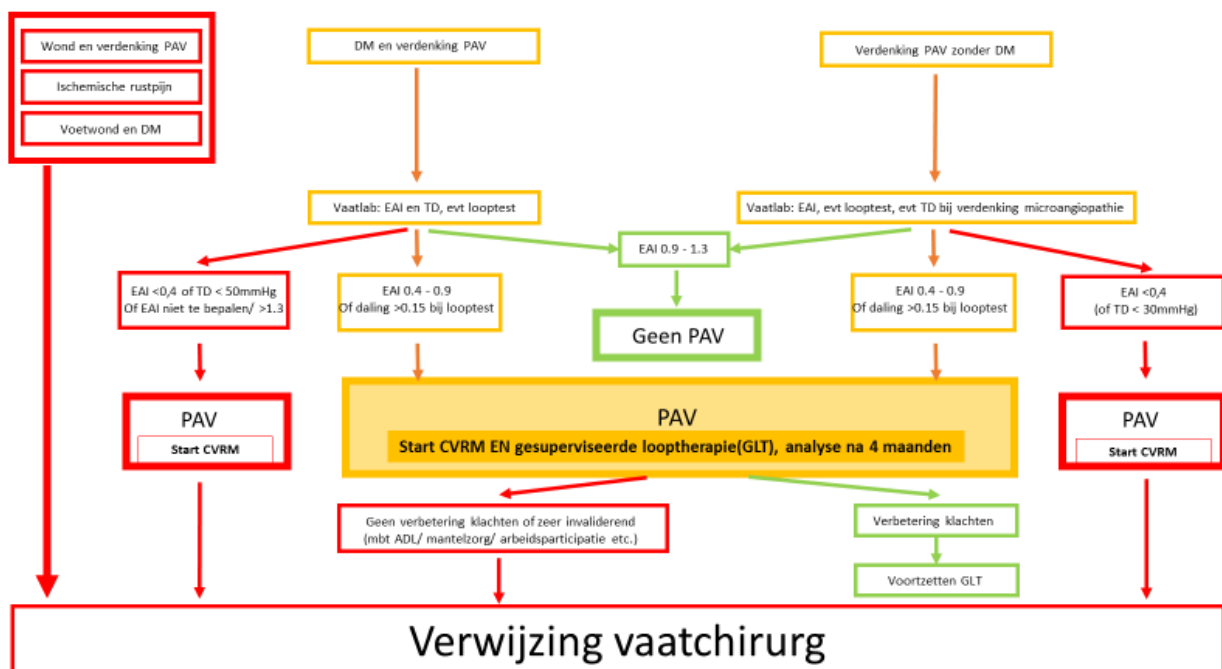 Wond en verdenking PAV
Ischemische rustpijn
Voetwond en DM
DM en verdenking PAV
Verdenking PAV zonder DM
Vaatlab: EAI en TD, evt looptest
Vaatlab: EAI, evt looptest, evt TD bij verdenking microangiopathie
EAI 0.9 - 1.3
EAI <0,4 of TD < 50mmHg
Of EAI niet te bepalen/ >1.3
EAI 0.4 - 0.9
Of daling >0.15 bij looptest
Geen PAV
EAI 0.4 - 0.9
Of daling >0.15 bij looptest
EAI <0,4
(of TD < 30mmHg)
PAV
Start CVRM
PAV
Start CVRM EN gesuperviseerde looptherapie(GLT), analyse na 4 maanden
PAV
Start CVRM
Geen verbetering klachten of zeer invaliderend
(mbt ADL/ mantelzorg/ arbeidsparticipatie etc.)
Verbetering klachten
Voortzetten GLT
Verwijzing vaatchirurg